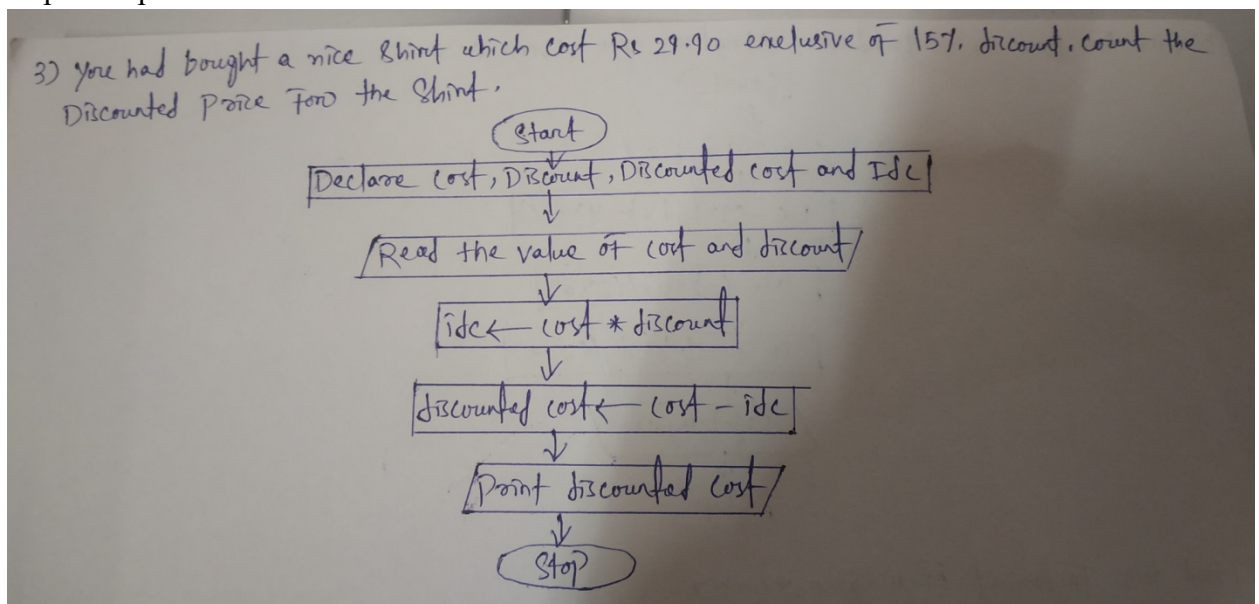 3) You had bought a nice Shirt which cost Rs 29.90 exclusive of 15% discount. count the
Discounted Price For the Shirt.
Start
Declare cost, Discount, Discounted cost and Idc
Read the value of cost and discount
idc ← cost * discount
discounted cost ← cost - idc
Print discounted cost
Stop